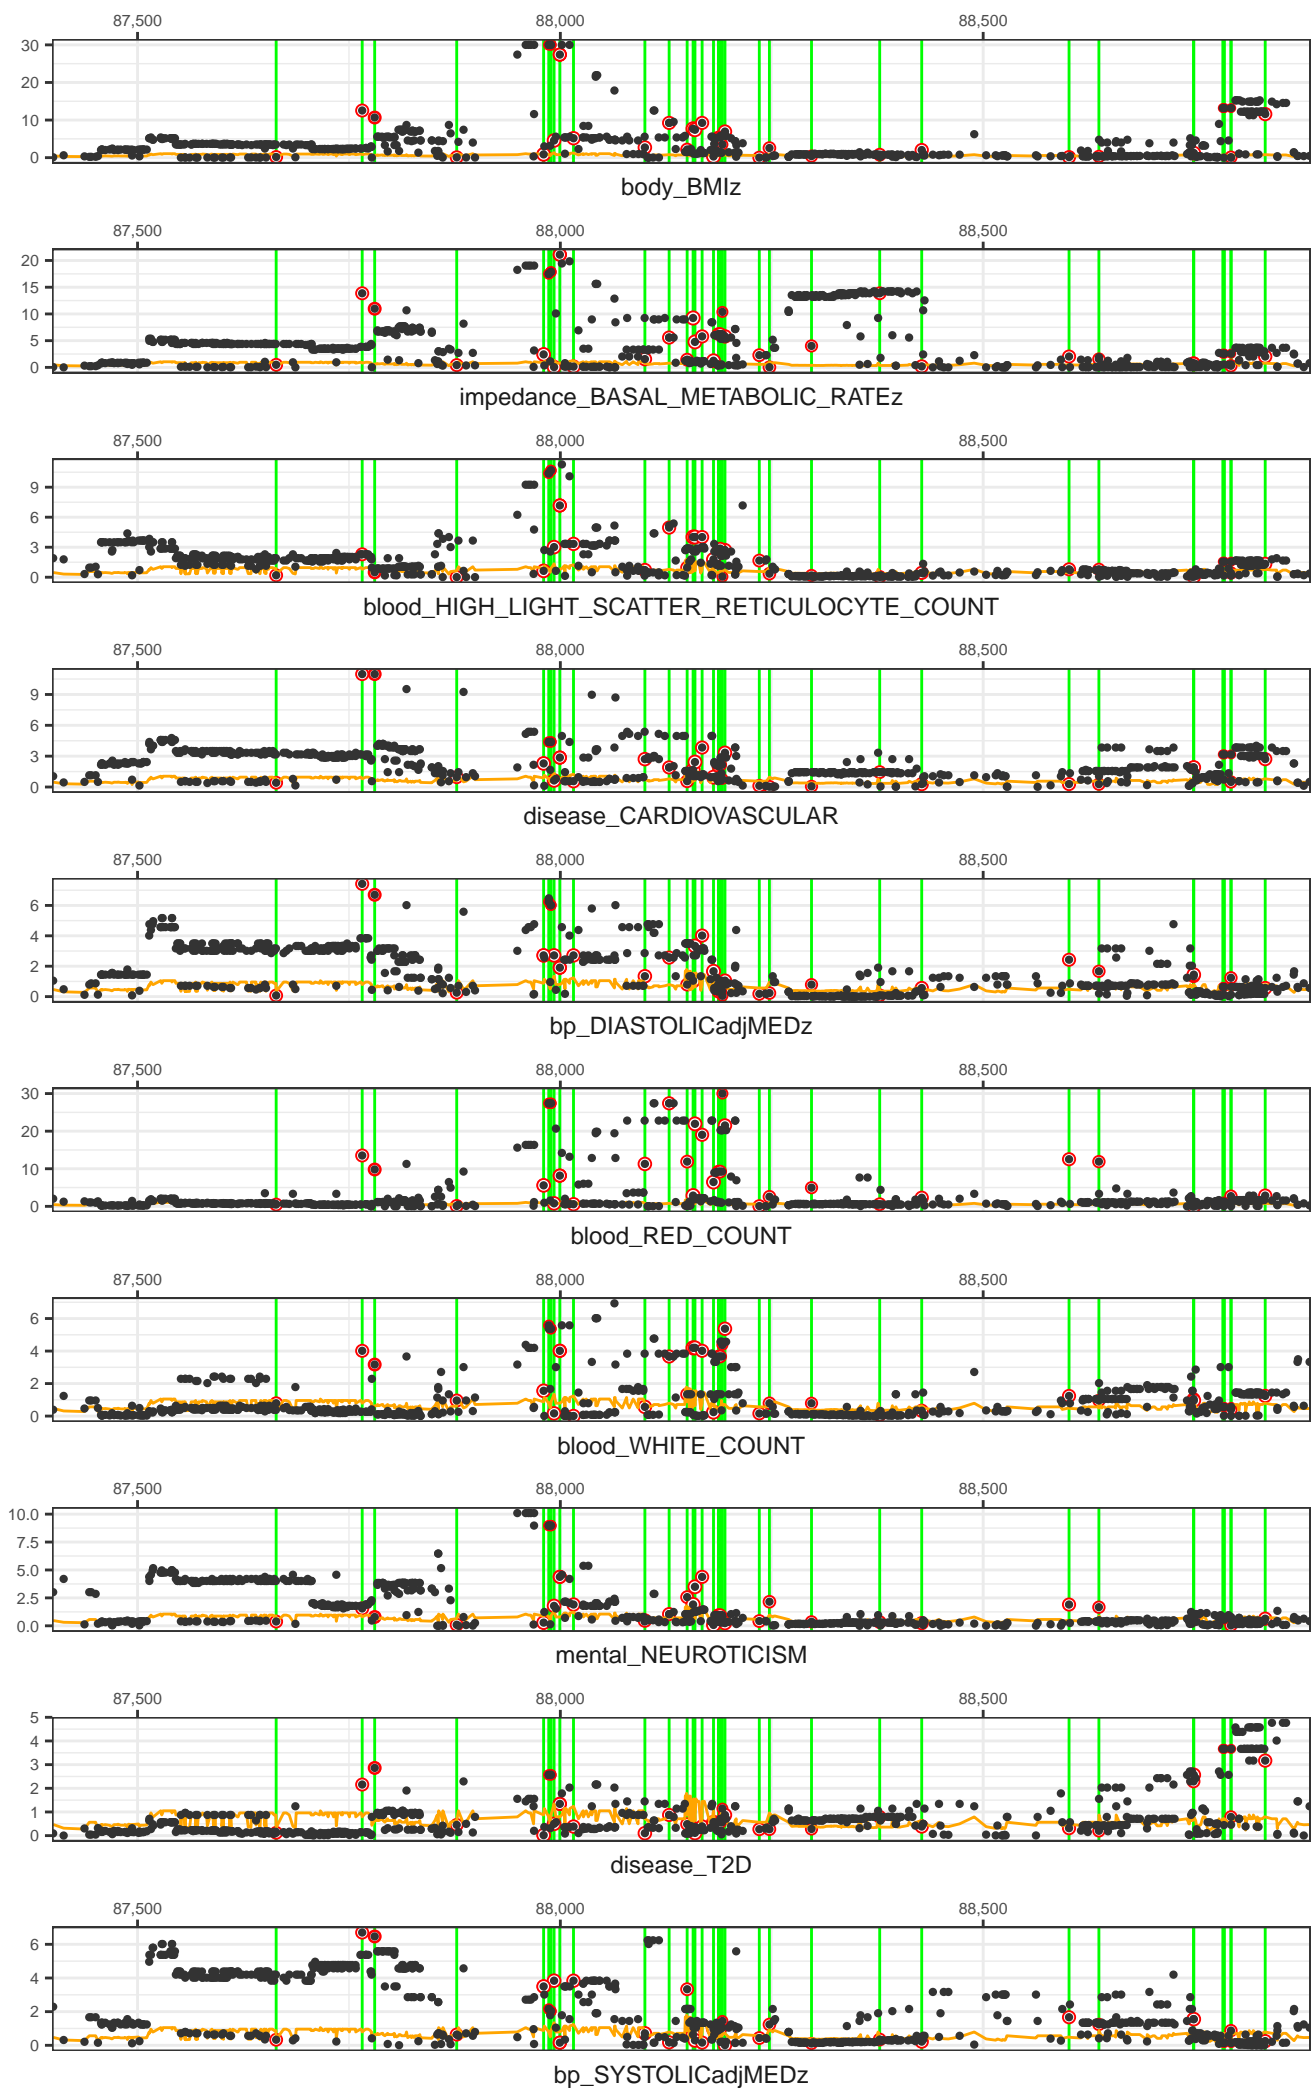 87,500 88,000 88,500
30
20
10
0
body_BMIz
87,500 88,000 88,500
20
15
10
5
0
impedance_BASAL_METABOLIC_RATEz
87,500 88,000 88,500
9
6
3
0
blood_HIGH_LIGHT_SCATTER_RETICULOCYTE_COUNT
87,500 88,000 88,500
9
6
3
0
disease_CARDIOVASCULAR
87,500 88,000 88,500
6
4
2
0
bp_DIASTOLICadjMEDz
87,500 88,000 88,500
30
20
10
0
blood_RED_COUNT
87,500 88,000 88,500
6
4
2
0
blood_WHITE_COUNT
87,500 88,000 88,500
10.0
7.5
5.0
2.5
0.0
mental_NEUROTICISM
87,500 88,000 88,500
5
4
3
2
1
0
disease_T2D
87,500 88,000 88,500
6
4
2
0
bp_SYSTOLICadjMEDz